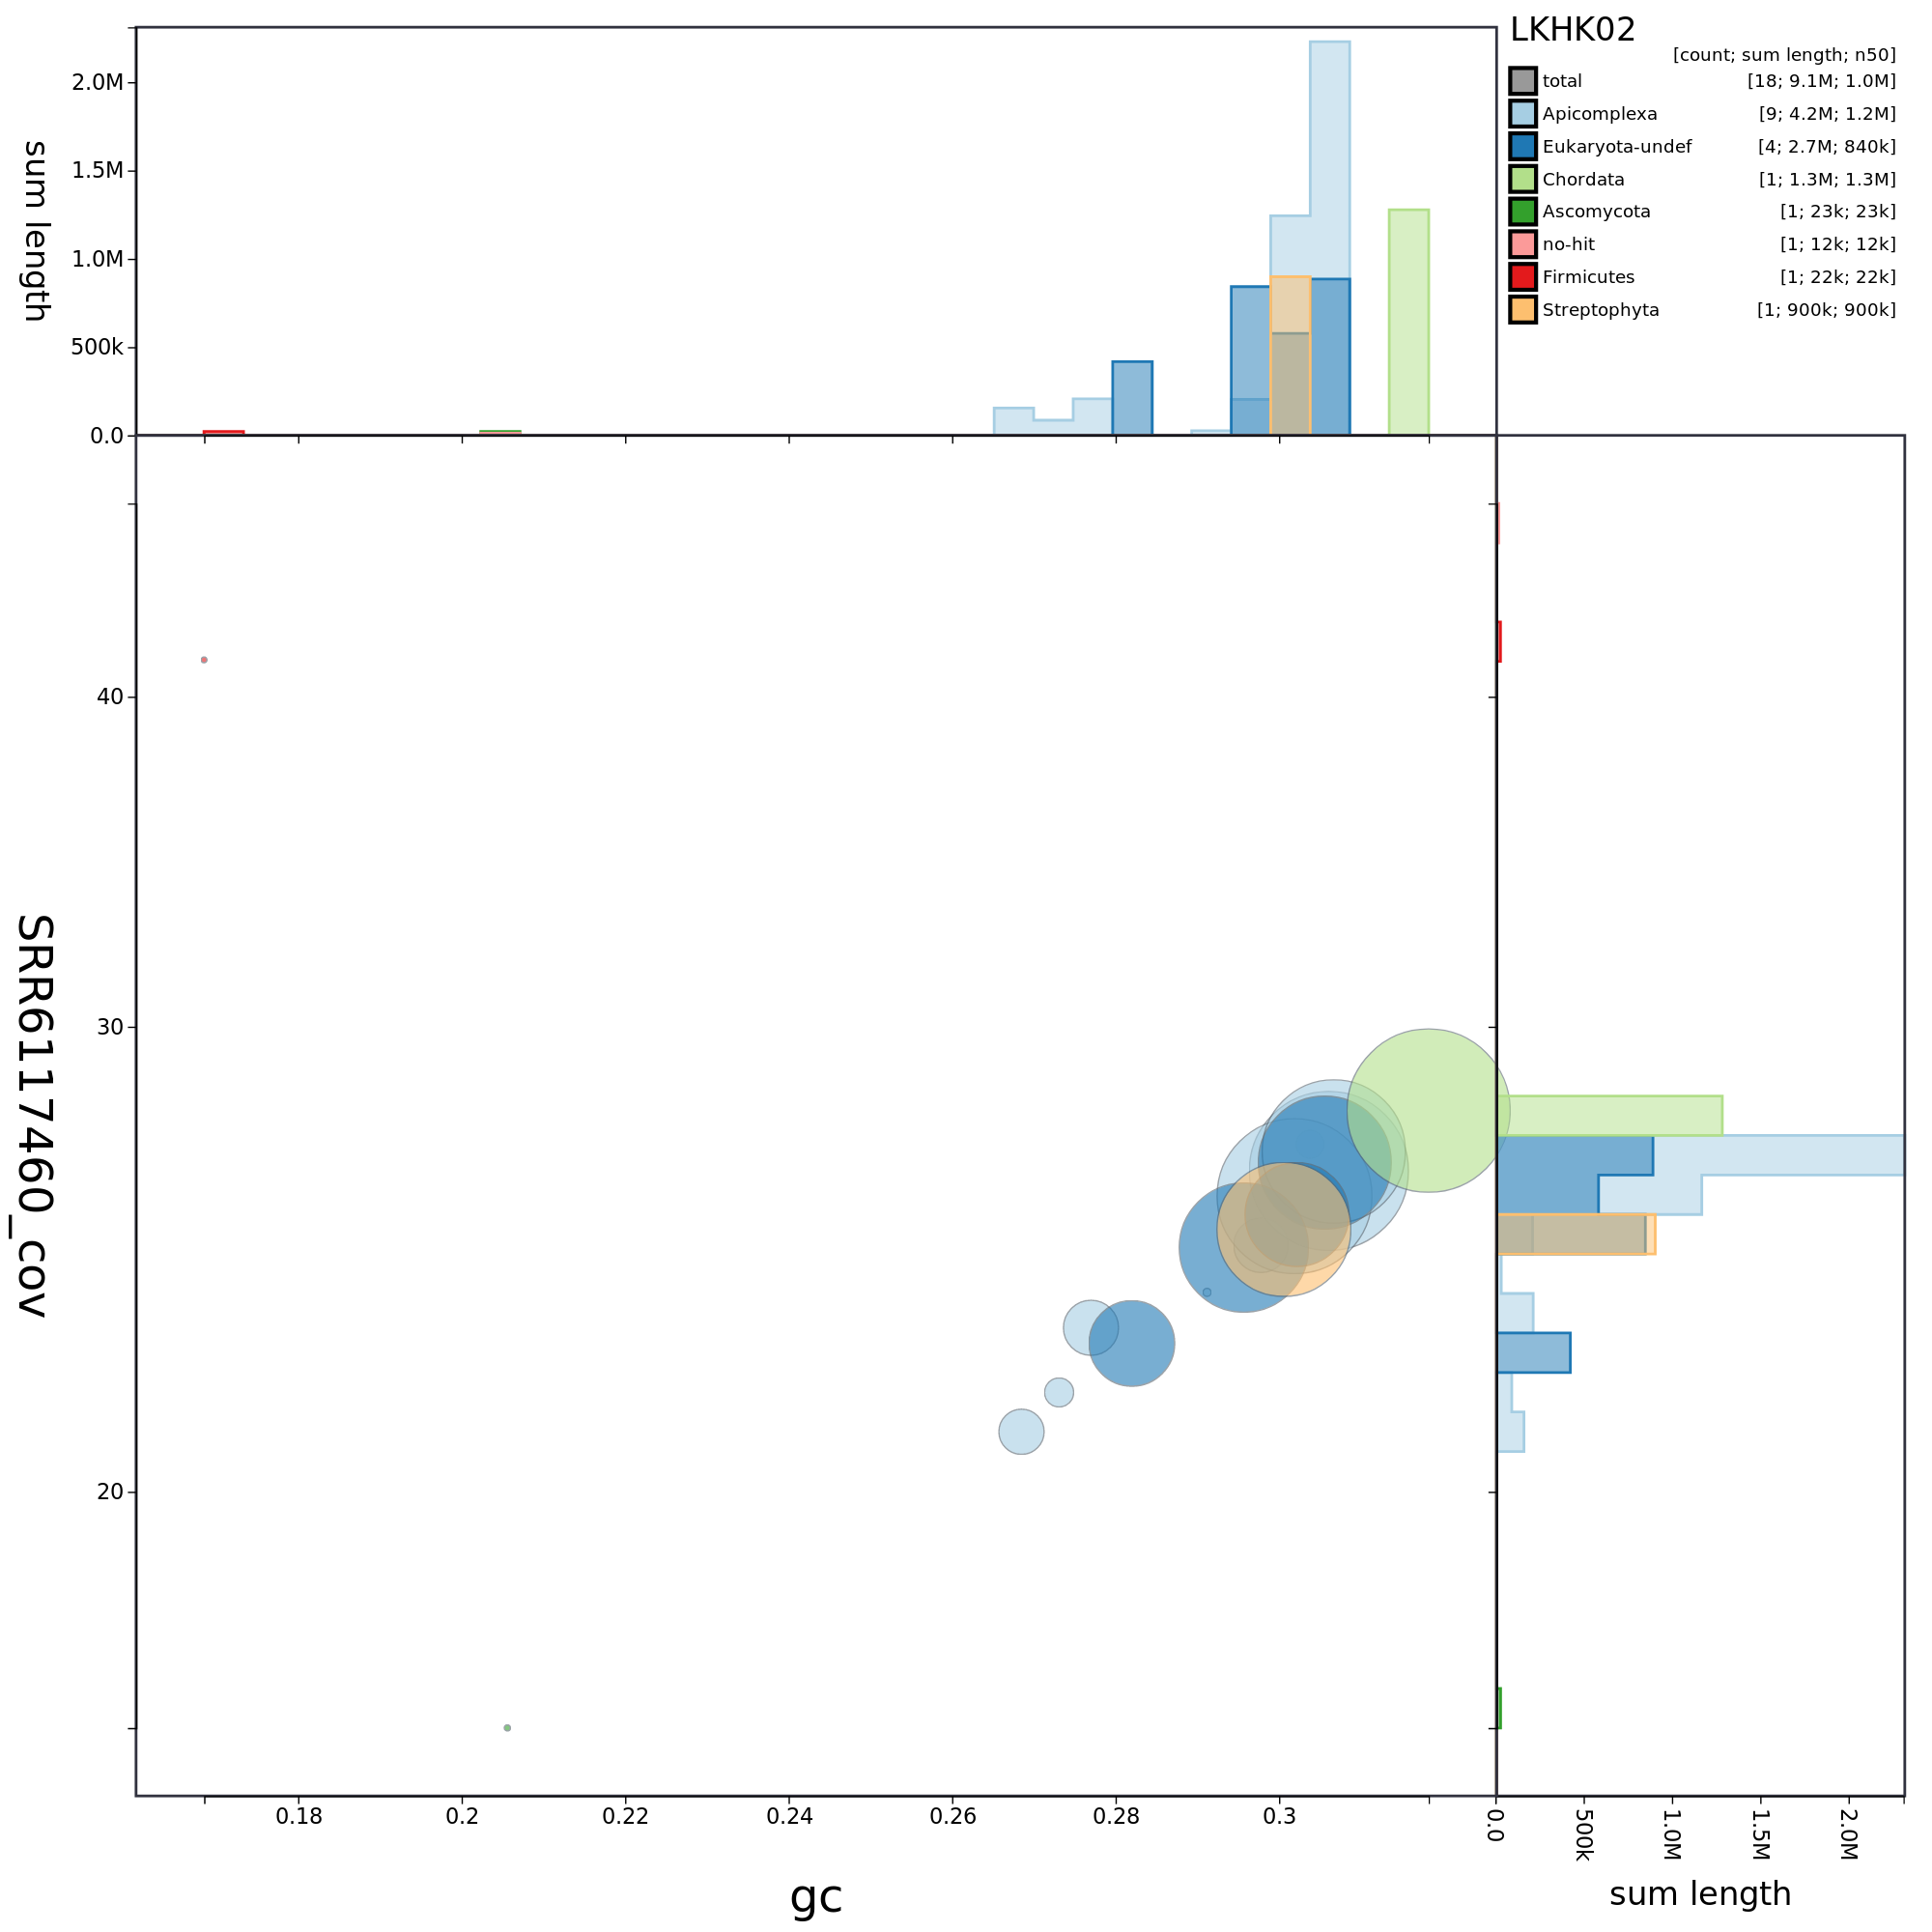 LKHK02
[count; sum length; n50]
total [18; 9.1M; 1.0M]
Apicomplexa [9; 4.2M; 1.2M]
Eukaryota-undef [4; 2.7M; 840k]
Chordata [1; 1.3M; 1.3M]
Ascomycota [1; 23k; 23k]
no-hit [1; 12k; 12k]
Firmicutes [1; 22k; 22k]
Streptophyta [1; 900k; 900k]
sum length
2.0M
1.5M
1.0M
500k
0.0
SRR6117460_cov
40
30
20
0.18 0.2 0.22 0.24 0.26 0.28 0.3
gc
0.0 500k 1.0M 1.5M 2.0M
sum length